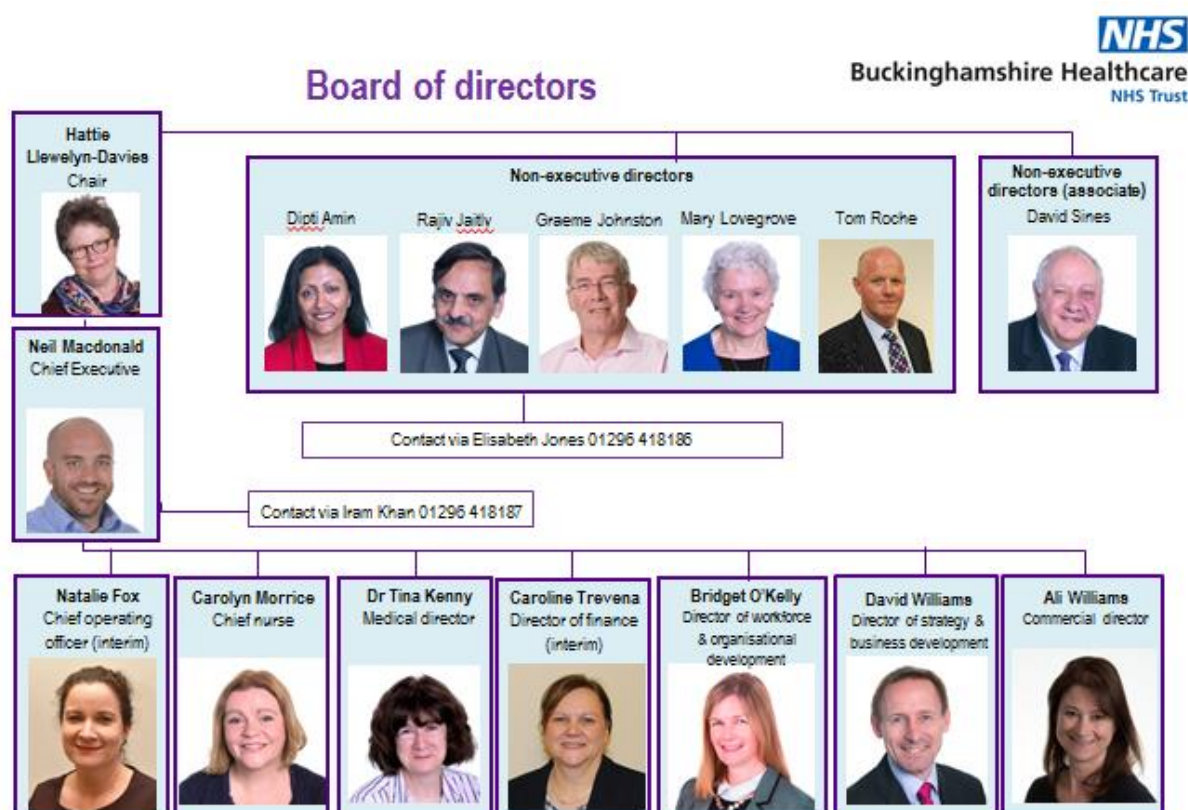 NHS
Buckinghamshire Healthcare
NHS Trust
Board of directors
Hattie
Llewelyn-Davies
Chair
Non-executive directors
Dipti Amin
Rajiv Jaitly
Graeme Johnston
Mary Lovegrove
Tom Roche
Non-executive
directors (associate)
David Sines
Neil Macdonald
Chief Executive
Contact via Elisabeth Jones 01296 418186
Contact via Iram Khan 01296 418187
Natalie Fox
Chief operating
officer (interim)
Carolyn Morrice
Chief nurse
Dr Tina Kenny
Medical director
Caroline Trevena
Director of finance
(interim)
Bridget O'Kelly
Director of workforce
& organisational
development
David Williams
Director of strategy &
business development
Ali Williams
Commercial director